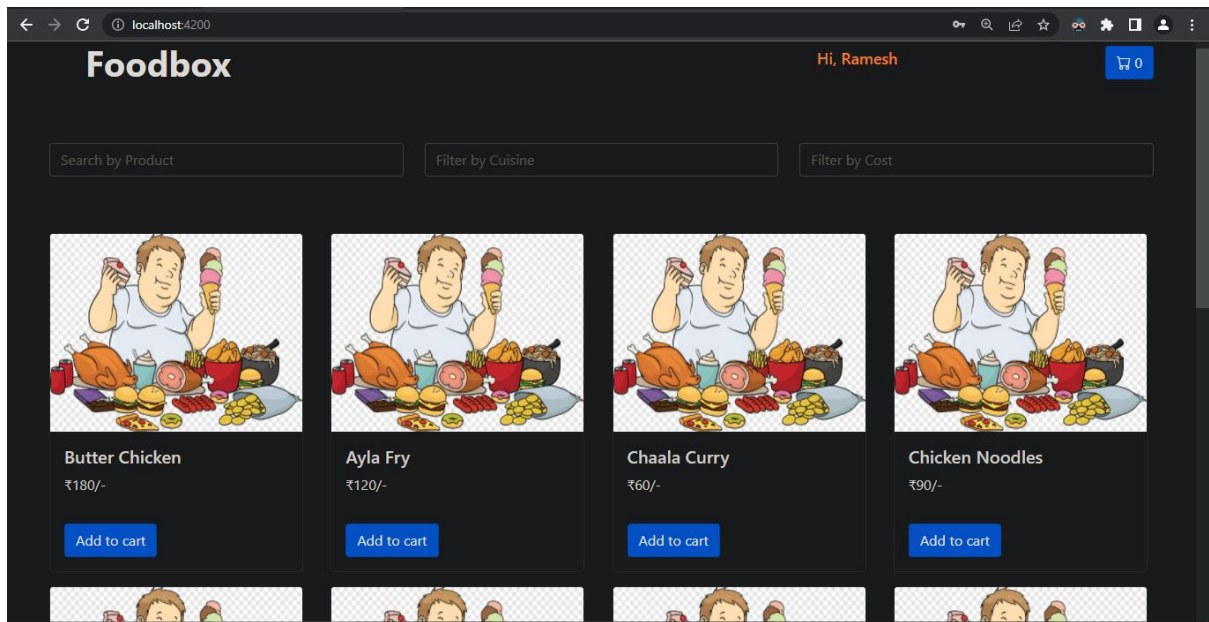 localhost:4200
Foodbox
Hi, Ramesh
0
Search by Product
Filter by Cuisine
Filter by Cost
Butter Chicken
₹180/-
Add to cart
Ayla Fry
₹120/-
Add to cart
Chaala Curry
₹60/-
Add to cart
Chicken Noodles
₹90/-
Add to cart